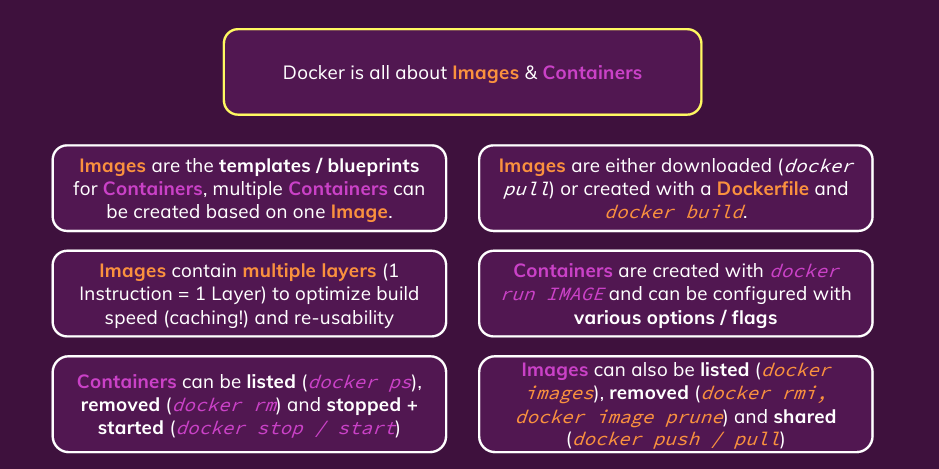 Docker is all about Images & Containers
Images are the templates / blueprints
for Containers, multiple Containers can
be created based on one Image.
Images are either downloaded (docker
pull) or created with a Dockerfile and
docker build.
Images contain multiple layers (1
Instruction = 1 Layer) to optimize build
speed (caching!) and re-usability
Containers are created with docker
run IMAGE and can be configured with
various options / flags
Containers can be listed (docker ps),
removed (docker rm) and stopped +
started (docker stop / start)
Images can also be listed (docker
images), removed (docker rmi,
docker image prune) and shared
(docker push / pull)